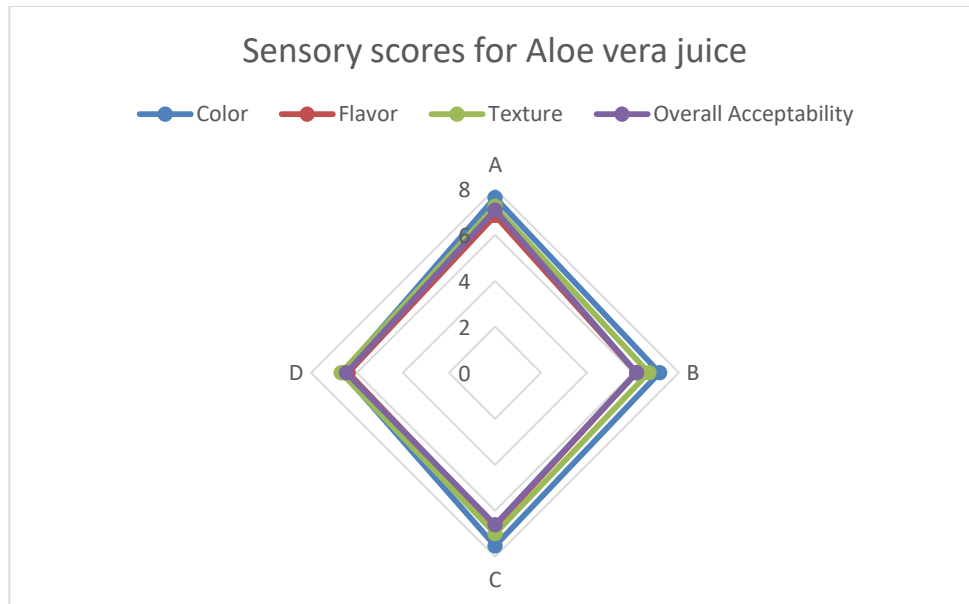 Sensory scores for Aloe vera juice
Color Flavor Texture Overall Acceptability
A
8
6
4
2
D 0 B
C